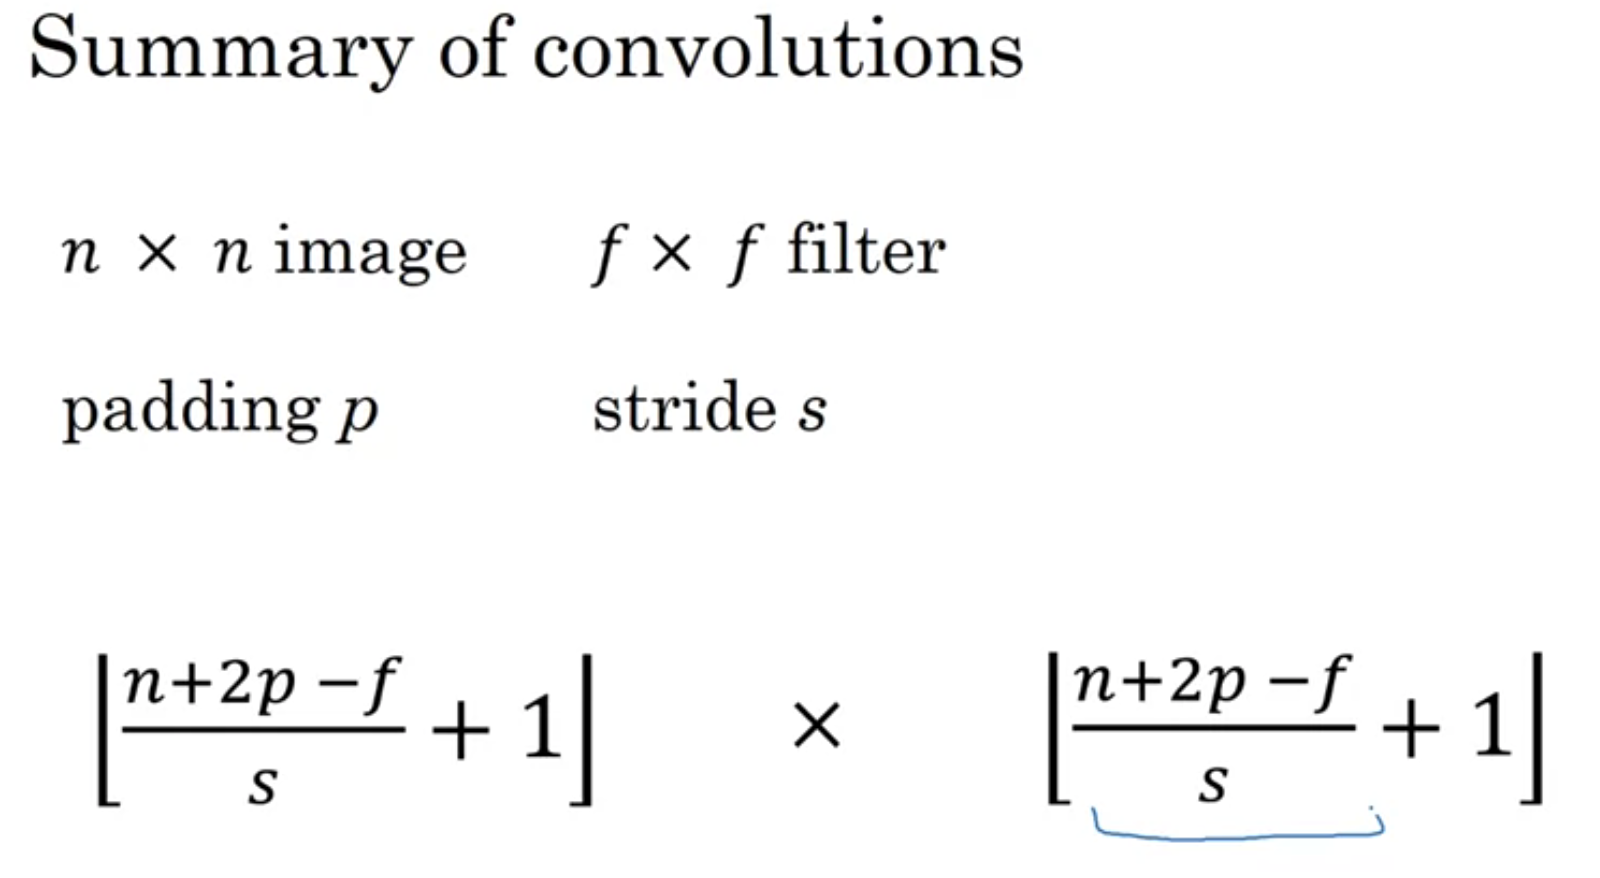 Summary of convolutions
n × n image f × f filter
padding p stride s
⌊(n+2p −f)/s + 1⌋ × ⌊(n+2p −f)/s + 1⌋